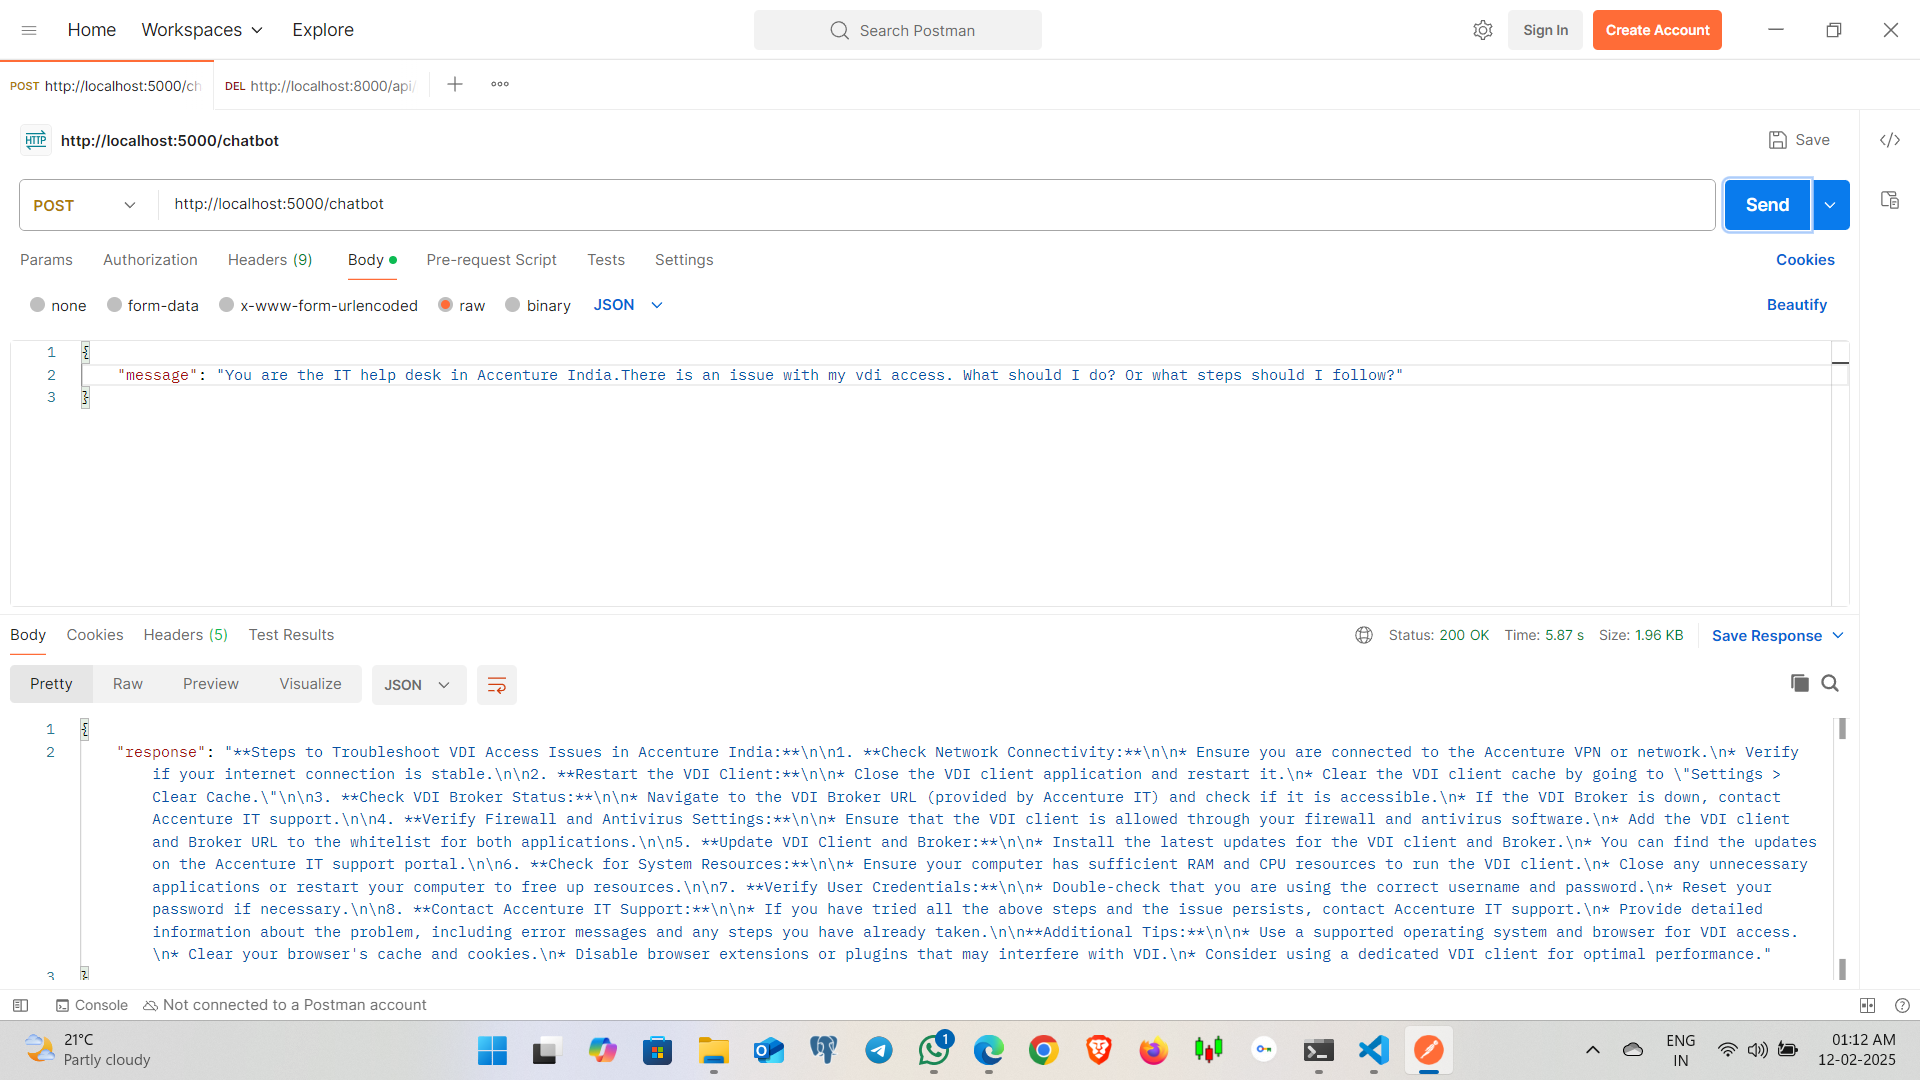 Home Workspaces Explore Search Postman Sign In Create Account
POST http://localhost:5000/ch DEL http://localhost:8000/api/
HTTP http://localhost:5000/chatbot Save
POST http://localhost:5000/chatbot Send
Params Authorization Headers (9) Body Pre-request Script Tests Settings Cookies
none form-data x-www-form-urlencoded raw binary JSON Beautify
1 {
2 "message": "You are the IT help desk in Accenture India.There is an issue with my vdi access. What should I do? Or what steps should I follow?"
3 }
Body Cookies Headers (5) Test Results Status: 200 OK Time: 5.87 s Size: 1.96 KB Save Response
Pretty Raw Preview Visualize JSON
1 {
2 "response": "**Steps to Troubleshoot VDI Access Issues in Accenture India:**\n\n1. **Check Network Connectivity:**\n\n* Ensure you are connected to the Accenture VPN or network.\n* Verify
if your internet connection is stable.\n\n2. **Restart the VDI Client:**\n\n* Close the VDI client application and restart it.\n* Clear the VDI client cache by going to \"Settings >
Clear Cache.\"\n\n3. **Check VDI Broker Status:**\n\n* Navigate to the VDI Broker URL (provided by Accenture IT) and check if it is accessible.\n* If the VDI Broker is down, contact
Accenture IT support.\n\n4. **Verify Firewall and Antivirus Settings:**\n\n* Ensure that the VDI client is allowed through your firewall and antivirus software.\n* Add the VDI client
and Broker URL to the whitelist for both applications.\n\n5. **Update VDI Client and Broker:**\n\n* Install the latest updates for the VDI client and Broker.\n* You can find the updates
on the Accenture IT support portal.\n\n6. **Check for System Resources:**\n\n* Ensure your computer has sufficient RAM and CPU resources to run the VDI client.\n* Close any unnecessary
applications or restart your computer to free up resources.\n\n7. **Verify User Credentials:**\n\n* Double-check that you are using the correct username and password.\n* Reset your
password if necessary.\n\n8. **Contact Accenture IT Support:**\n\n* If you have tried all the above steps and the issue persists, contact Accenture IT support.\n* Provide detailed
information about the problem, including error messages and any steps you have already taken.\n\n**Additional Tips:**\n\n* Use a supported operating system and browser for VDI access.
\n* Clear your browser's cache and cookies.\n* Disable browser extensions or plugins that may interfere with VDI.\n* Consider using a dedicated VDI client for optimal performance."
3 }
Console Not connected to a Postman account
21°C
Partly cloudy
1
ENG
IN
01:12 AM
12-02-2025